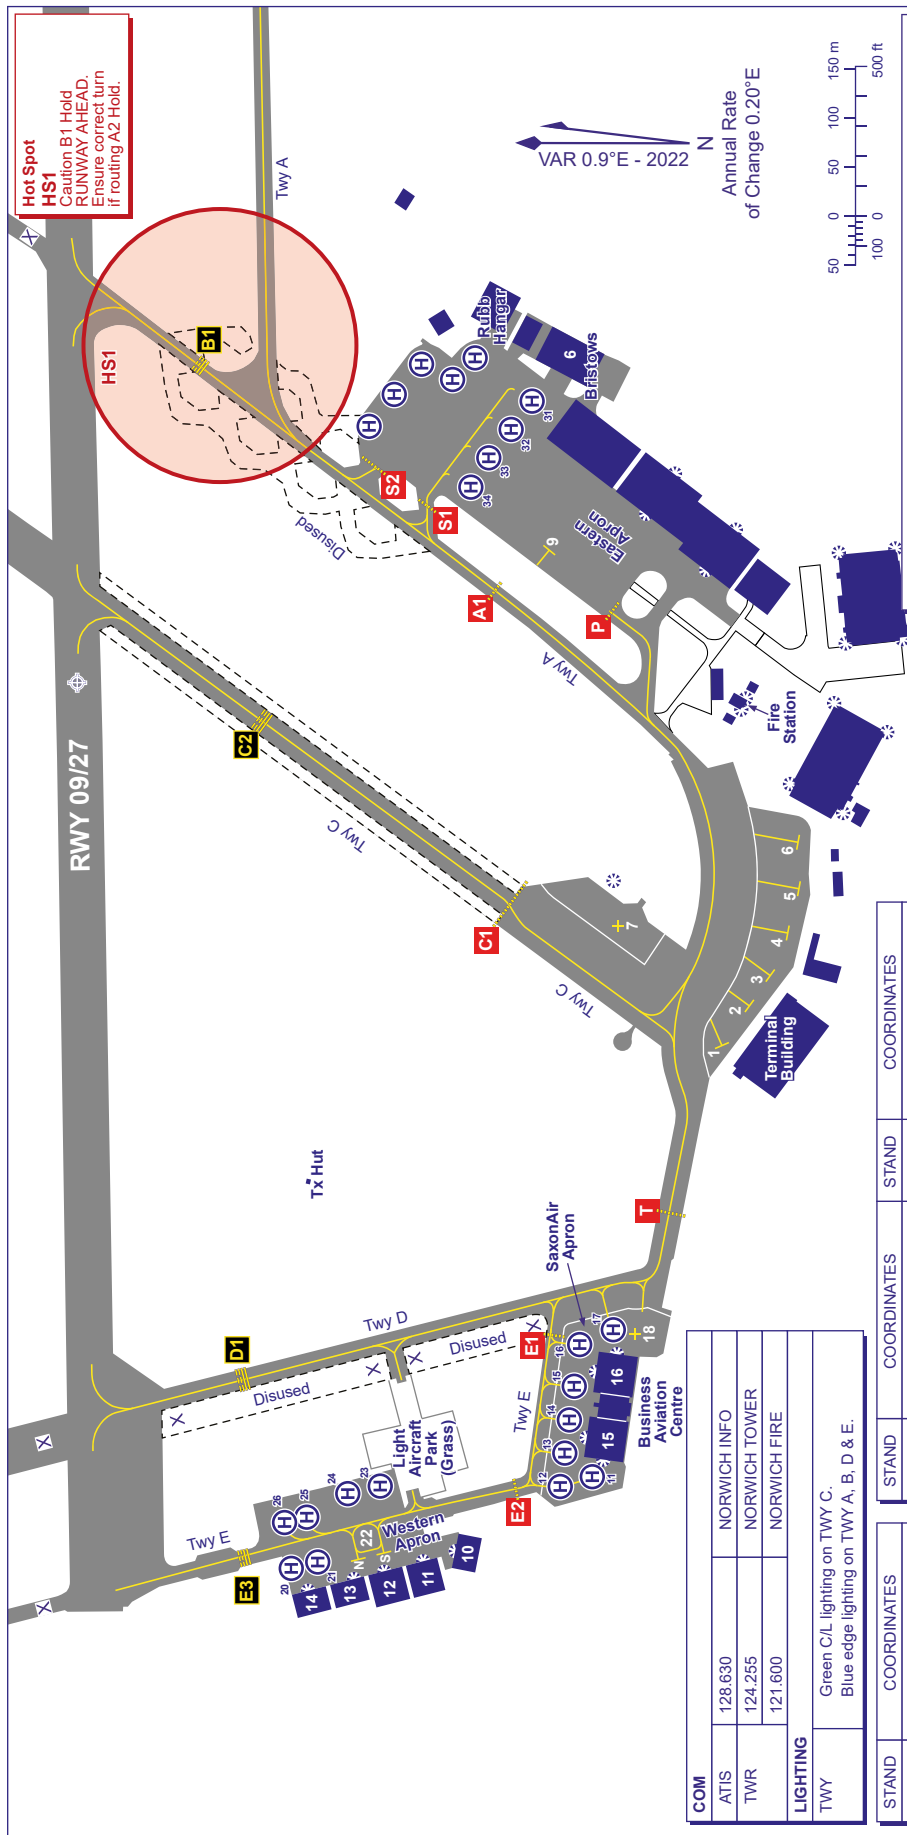 Hot Spot
HS1
Caution B1 Hold
RUNWAY AHEAD.
Ensure correct turn
if routing A2 Hold.
X
X
X
HS1
B1
Twy A
RWY 09/27
C2
Twy C
C1
Twy C
Disused
S2
S1
A1
Twy A
P
H
H
H
H
H
H
31
H
32
H
33
H
34
9
Eastern
Apron
Rubb
Hangar
6
Bristows
Fire
Station
7
1
2
3
4
5
6
Terminal
Building
T
Tx Hut
D1
Twy D
X
Disused
X
X
Disused
X
Light
Aircraft
Park
(Grass)
Twy E
E3
E2
E1
Twy E
SaxonAir
Apron
H
20
H
21
H
26
H
25
H
24
H
23
N
22
S
Western
Apron
14
13
12
11
10
H
11
H
12
H
13
H
14
H
15
H
16
H
17
18
15
16
Business
Aviation
Centre
VAR 0.9°E - 2022
N
Annual Rate
of Change 0.20°E
50 0 50 100 150 m
100 0 500 ft
COM
ATIS 128.630 NORWICH INFO
TWR 124.255 NORWICH TOWER
121.600 NORWICH FIRE
LIGHTING
TWY Green C/L lighting on TWY C.
Blue edge lighting on TWY A, B, D & E.
STAND COORDINATES STAND COORDINATES STAND COORDINATES